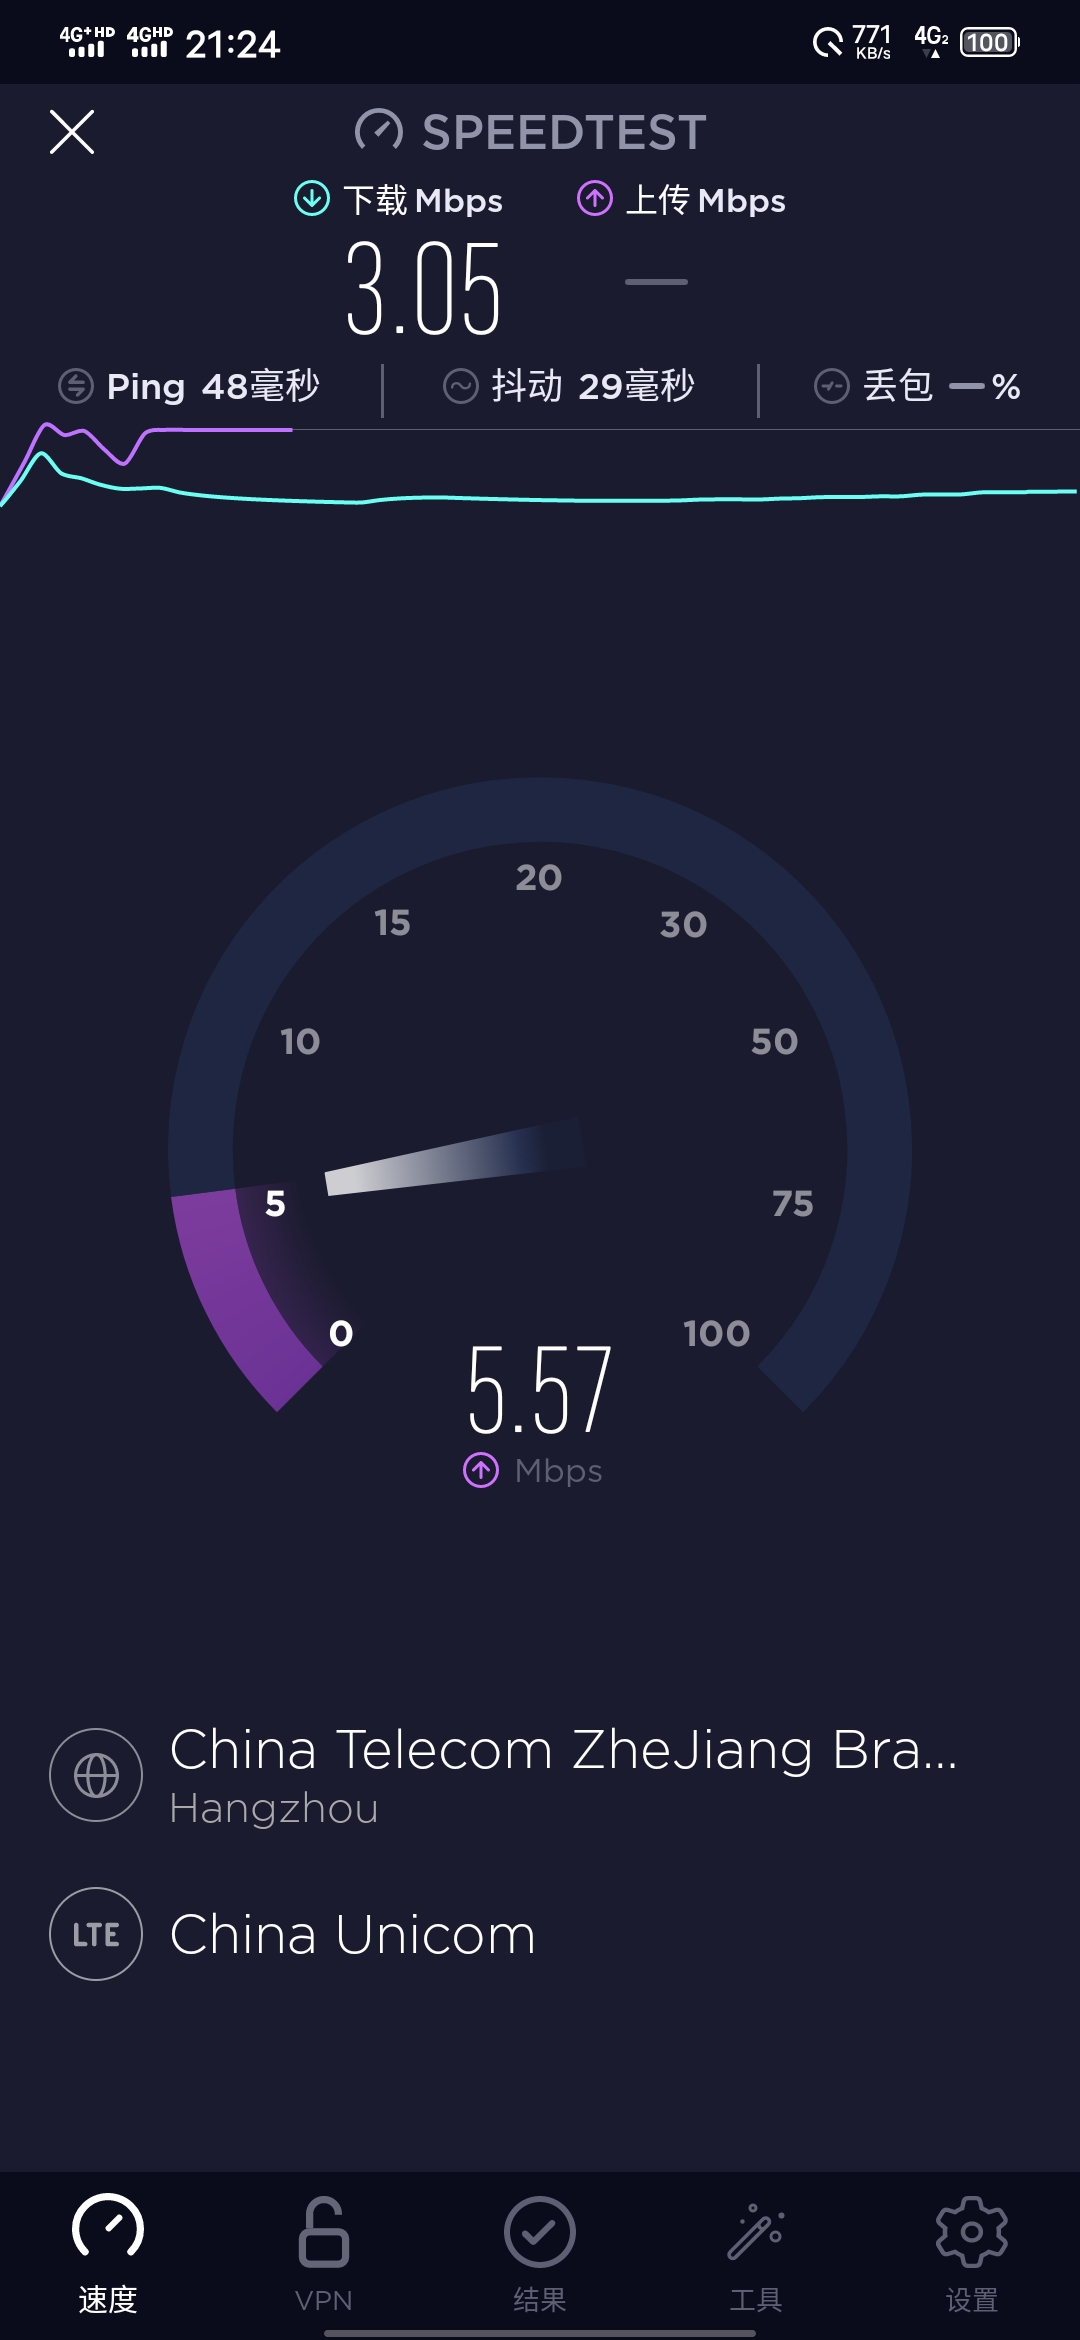 4G+HD 4GHD 21:24 771 KB/s 4G2 100
SPEEDTEST
下载 Mbps 上传 Mbps
3.05 —
Ping 48毫秒 抖动 29毫秒 丢包 — %
20
15 30
10 50
5 75
0 100
5.57
Mbps
China Telecom ZheJiang Bra...
Hangzhou
LTE China Unicom
速度 VPN 结果 工具 设置